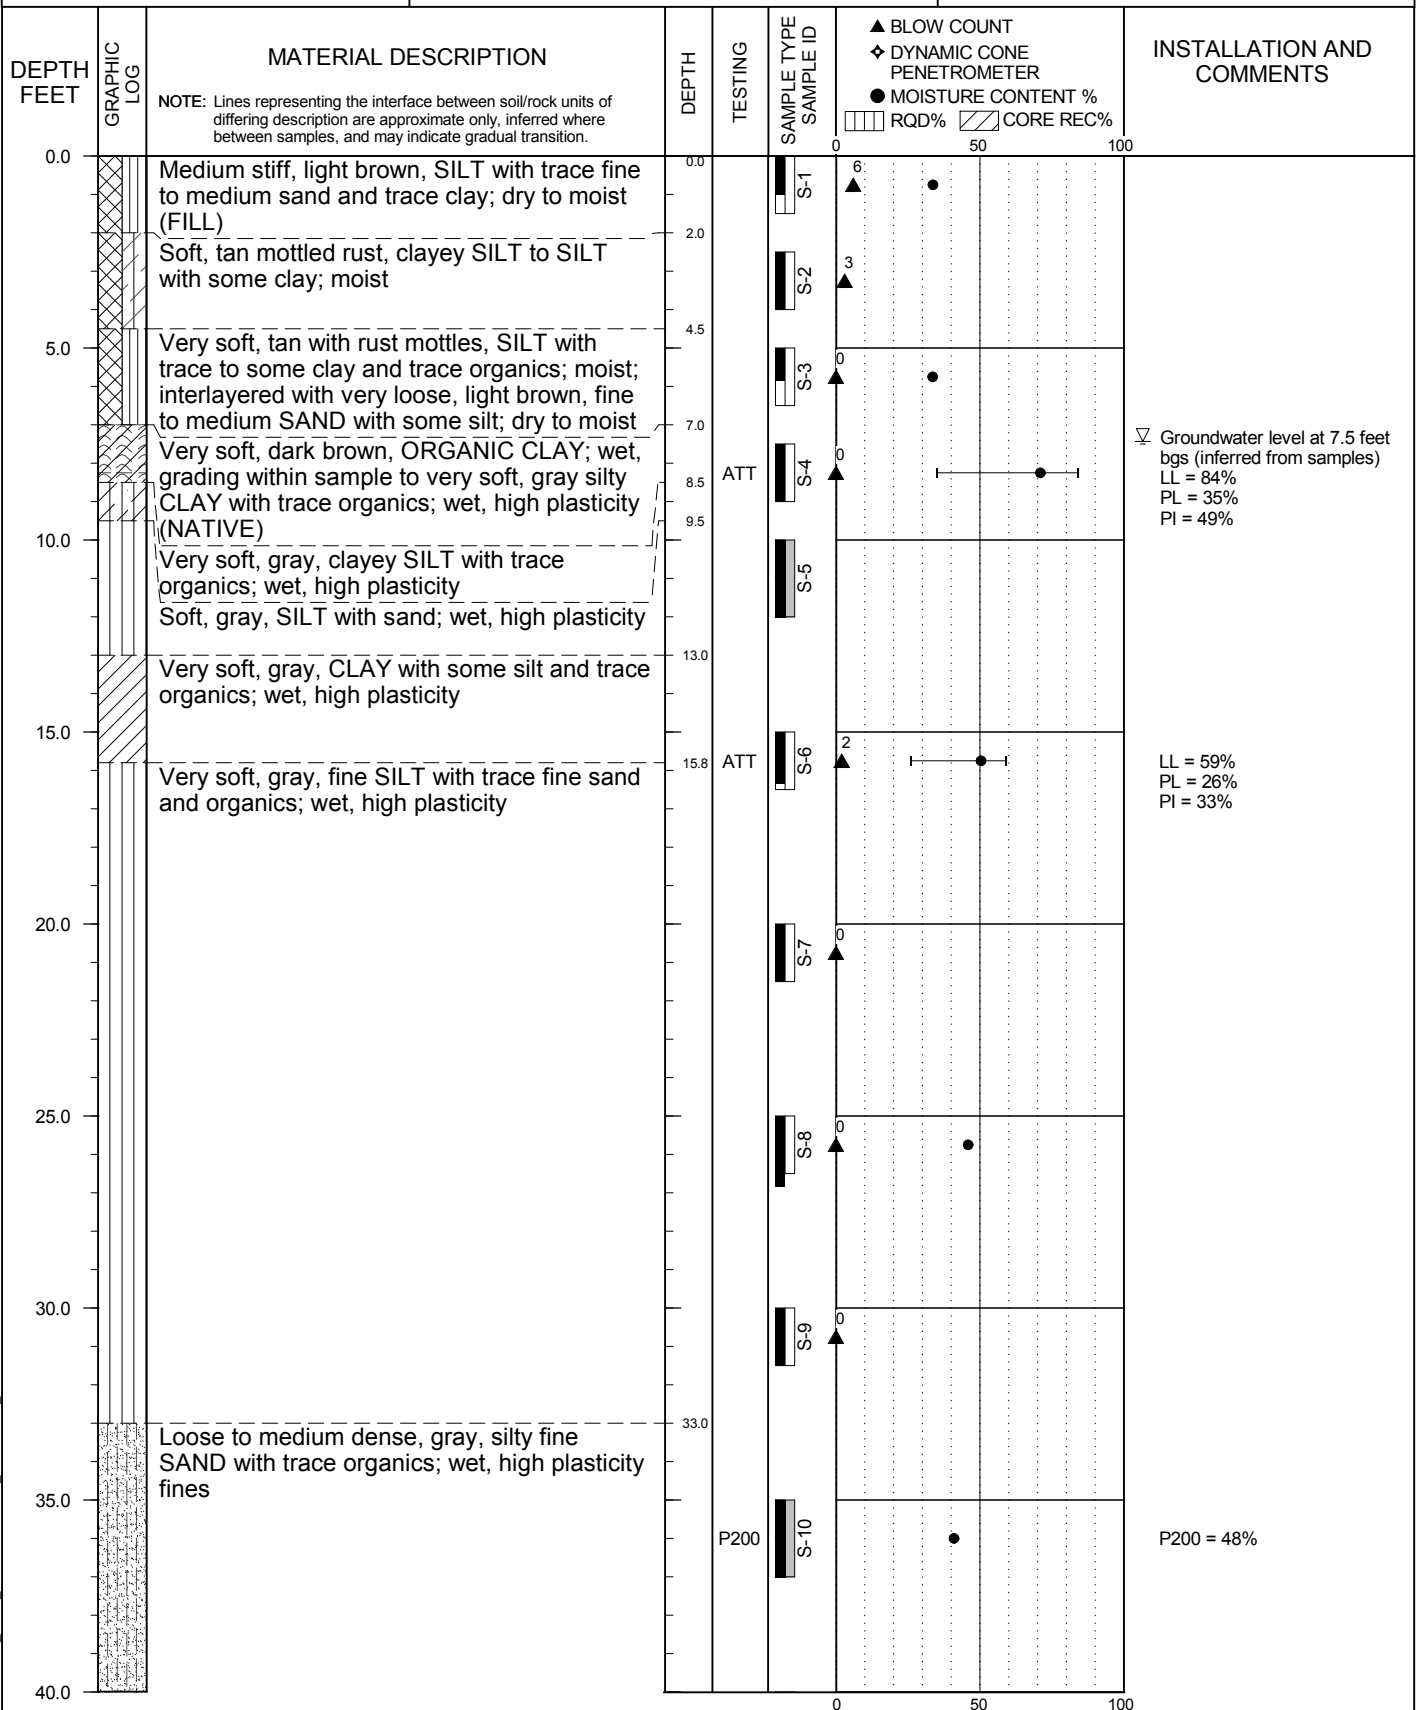 DEPTH
FEET
GRAPHIC
LOG
MATERIAL DESCRIPTION
NOTE: Lines representing the interface between soil/rock units of
differing description are approximate only, inferred where
between samples, and may indicate gradual transition.
DEPTH
TESTING
SAMPLE TYPE
SAMPLE ID
BLOW COUNT
DYNAMIC CONE
PENETROMETER
MOISTURE CONTENT %
RQD% CORE REC%
INSTALLATION AND
COMMENTS
0 50 100
0.0
Medium stiff, light brown, SILT with trace fine
to medium sand and trace clay; dry to moist
(FILL)
0.0
S-1
6
2.0
Soft, tan mottled rust, clayey SILT to SILT
with some clay; moist
S-2
3
4.5
5.0
Very soft, tan with rust mottles, SILT with
trace to some clay and trace organics; moist;
interlayered with very loose, light brown, fine
to medium SAND with some silt; dry to moist
S-3
0
7.0
Very soft, dark brown, ORGANIC CLAY; wet,
grading within sample to very soft, gray silty
CLAY with trace organics; wet, high plasticity
(NATIVE)
8.5
ATT
S-4
0
Groundwater level at 7.5 feet
bgs (inferred from samples)
LL = 84%
PL = 35%
PI = 49%
9.5
10.0
Very soft, gray, clayey SILT with trace
organics; wet, high plasticity
S-5
Soft, gray, SILT with sand; wet, high plasticity
13.0
Very soft, gray, CLAY with some silt and trace
organics; wet, high plasticity
15.0
15.8
ATT
S-6
2
LL = 59%
PL = 26%
PI = 33%
Very soft, gray, fine SILT with trace fine sand
and organics; wet, high plasticity
20.0
S-7
0
25.0
S-8
0
30.0
S-9
0
33.0
Loose to medium dense, gray, silty fine
SAND with trace organics; wet, high plasticity
fines
35.0
P200
S-10
P200 = 48%
40.0
0 50 100